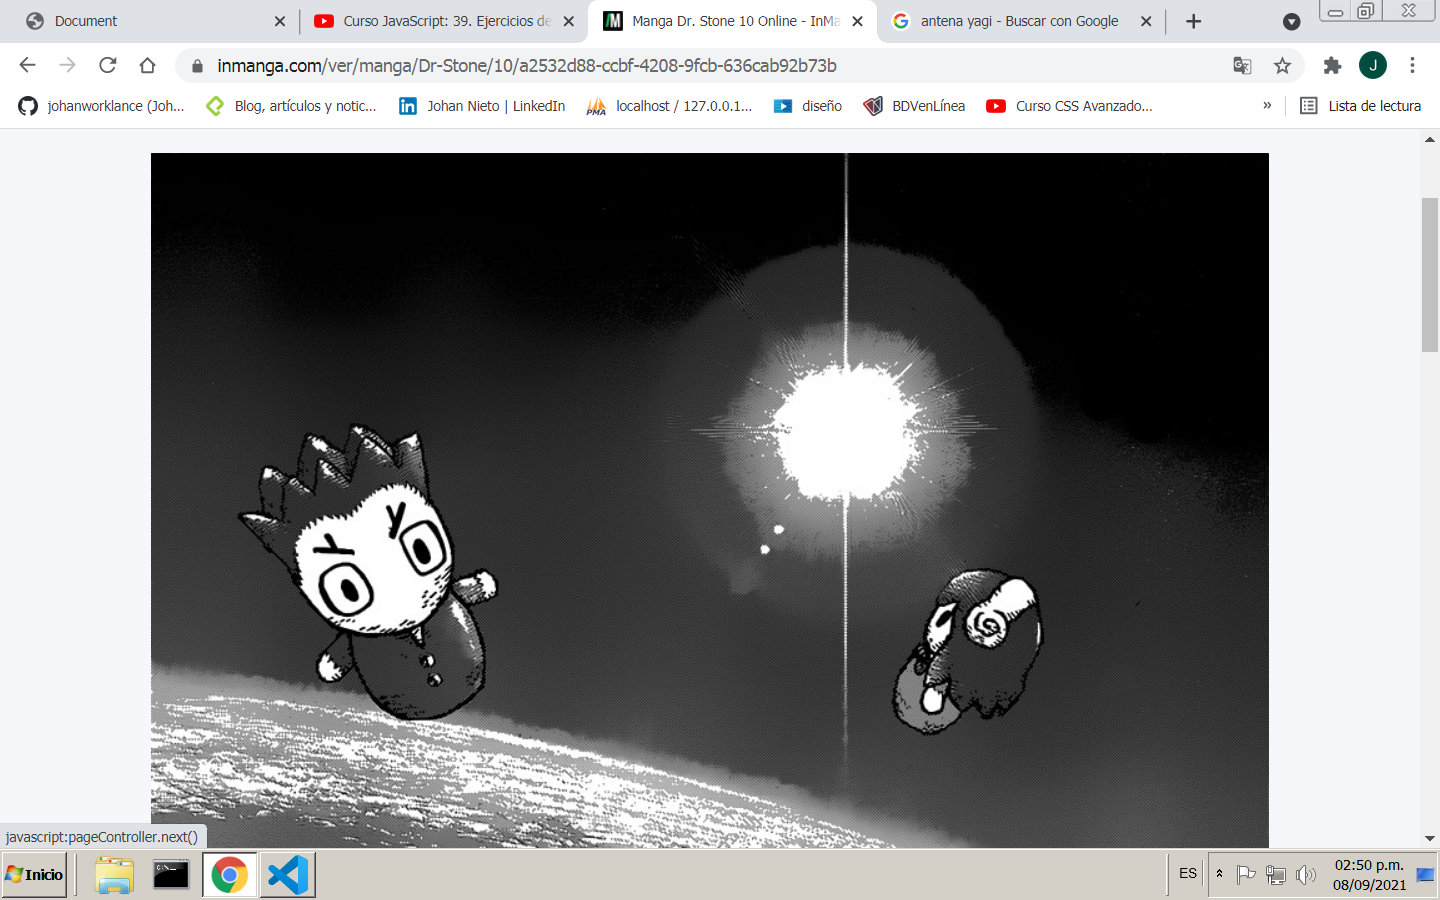 Document
Curso JavaScript: 39. Ejercicios de
Manga Dr. Stone 10 Online - InMa
antena yagi - Buscar con Google
inmanga.com/ver/manga/Dr-Stone/10/a2532d88-ccbf-4208-9fcb-636cab92b73b
J
johanworklance (Joh...
Blog, artículos y notic...
Johan Nieto | LinkedIn
PMA
localhost / 127.0.0.1...
diseño
BDVenLínea
Curso CSS Avanzado...
»
Lista de lectura
javascript:pageController.next()
Inicio
ES
02:50 p.m.
08/09/2021